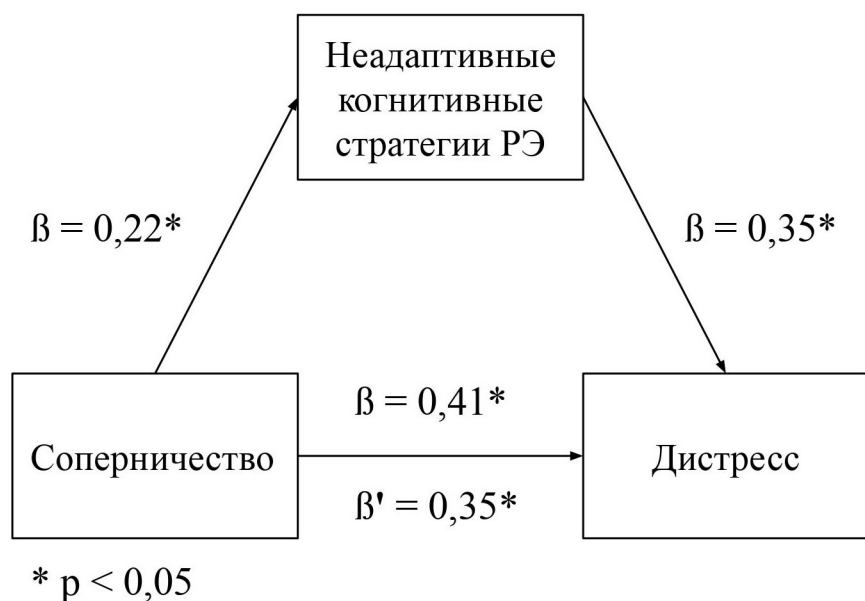 Неадаптивные
когнитивные
стратегии РЭ
ß = 0,22*
ß = 0,35*
Соперничество
ß = 0,41*
ß' = 0,35*
Дистресс
* p < 0,05